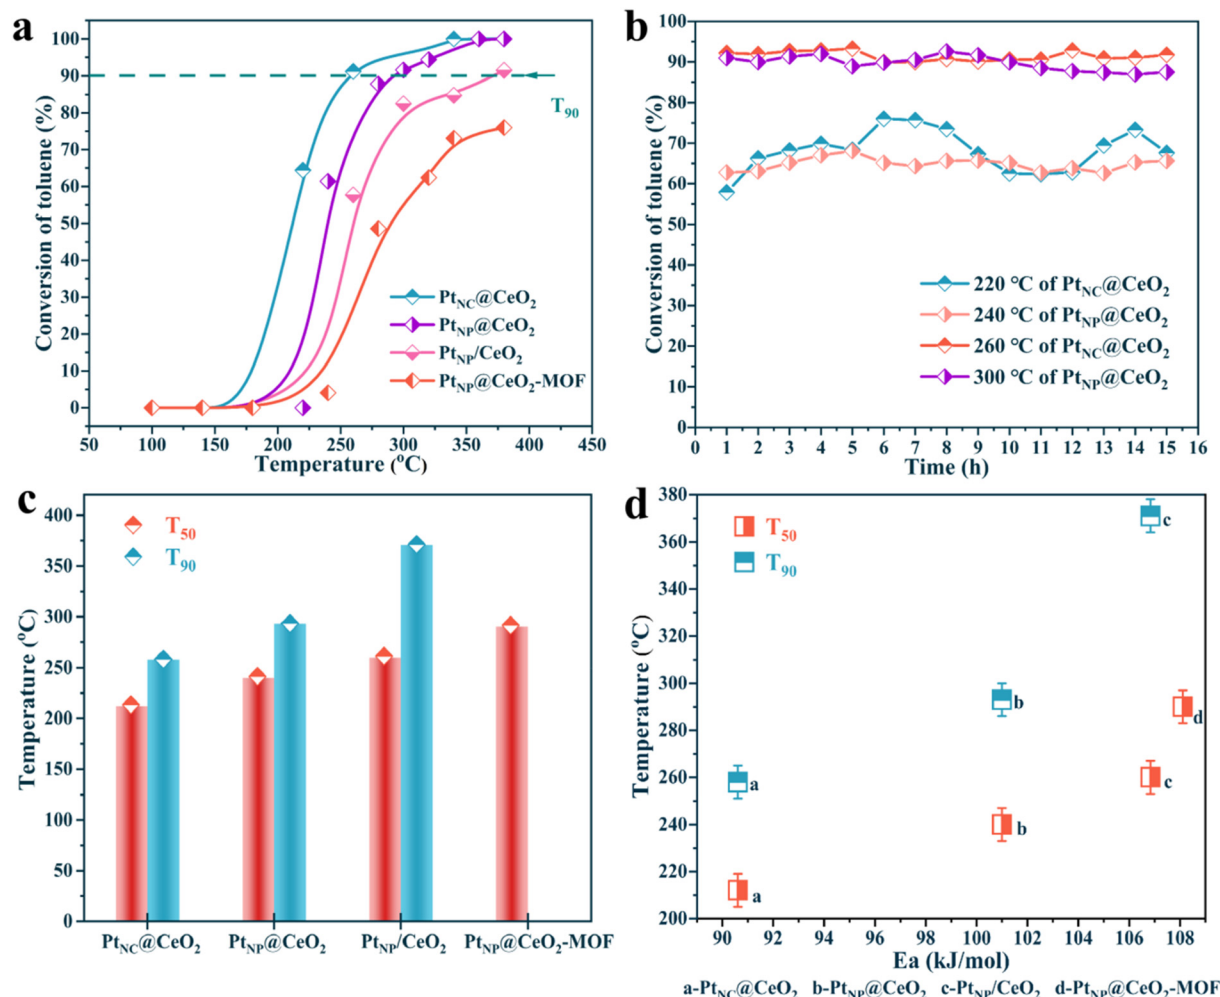 a
Conversion of toluene (%)
100
90
80
70
60
50
40
30
20
10
0
T90
PtNC@CeO2
PtNP@CeO2
PtNP/CeO2
PtNP@CeO2-MOF
50 100 150 200 250 300 350 400 450
Temperature (oC)
b
Conversion of toluene (%)
100
90
80
70
60
50
40
30
20
10
0
220 ℃ of PtNC@CeO2
240 ℃ of PtNP@CeO2
260 ℃ of PtNC@CeO2
300 ℃ of PtNP@CeO2
0 1 2 3 4 5 6 7 8 9 10 11 12 13 14 15 16
Time (h)
c
Temperature (oC)
400
350
300
250
200
150
100
50
0
T50
T90
PtNC@CeO2 PtNP@CeO2 PtNP/CeO2 PtNP@CeO2-MOF
d
Temperature (oC)
380
360
340
320
300
280
260
240
220
200
T50
T90
c
b
d
a
c
b
a
90 92 94 96 98 100 102 104 106 108
Ea (kJ/mol)
a-PtNC@CeO2 b-PtNP@CeO2 c-PtNP/CeO2 d-PtNP@CeO2-MOF